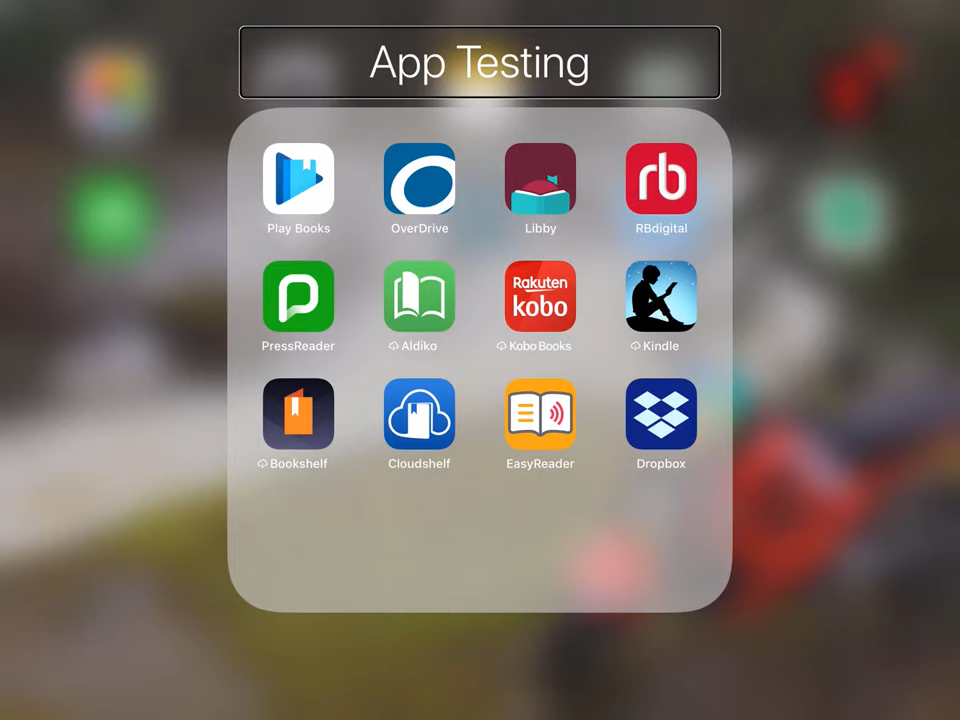 App Testing
Play Books
OverDrive
Libby
rb
RBdigital
PressReader
Aldiko
Rakuten
kobo
Kobo Books
Kindle
Bookshelf
Cloudshelf
EasyReader
Dropbox